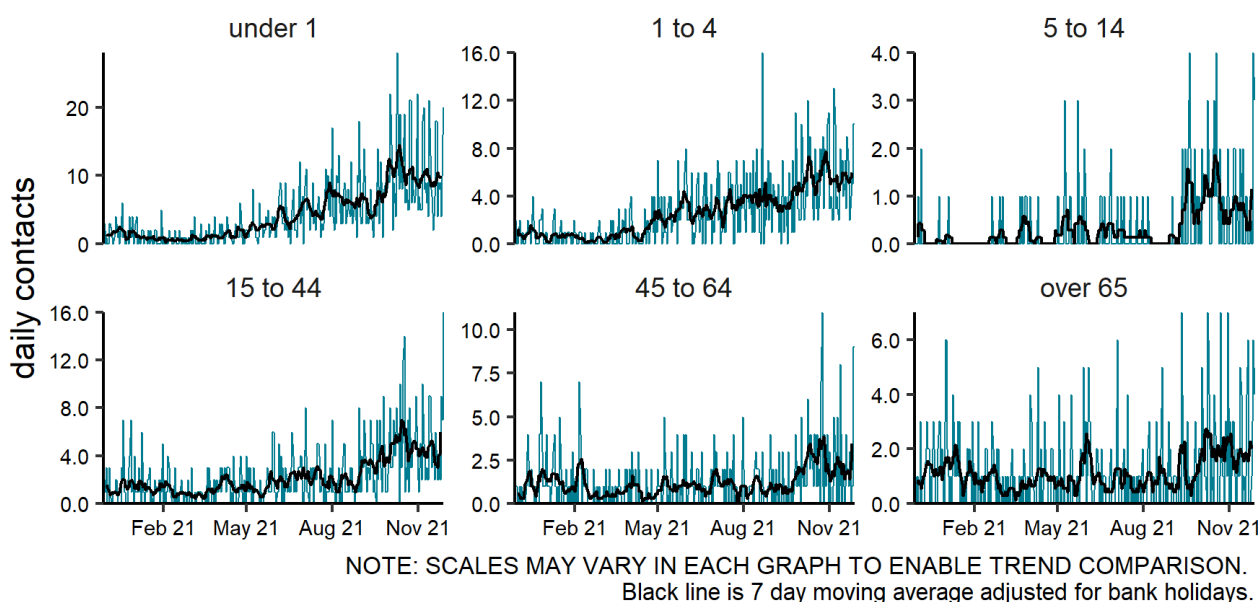 under 1
1 to 4
5 to 14
20
10
0
16.0
12.0
8.0
4.0
0.0
4.0
3.0
2.0
1.0
0.0
daily contacts
15 to 44
45 to 64
over 65
16.0
12.0
8.0
4.0
0.0
10.0
7.5
5.0
2.5
0.0
6.0
4.0
2.0
0.0
Feb 21 May 21 Aug 21 Nov 21
Feb 21 May 21 Aug 21 Nov 21
Feb 21 May 21 Aug 21 Nov 21
NOTE: SCALES MAY VARY IN EACH GRAPH TO ENABLE TREND COMPARISON.
Black line is 7 day moving average adjusted for bank holidays.